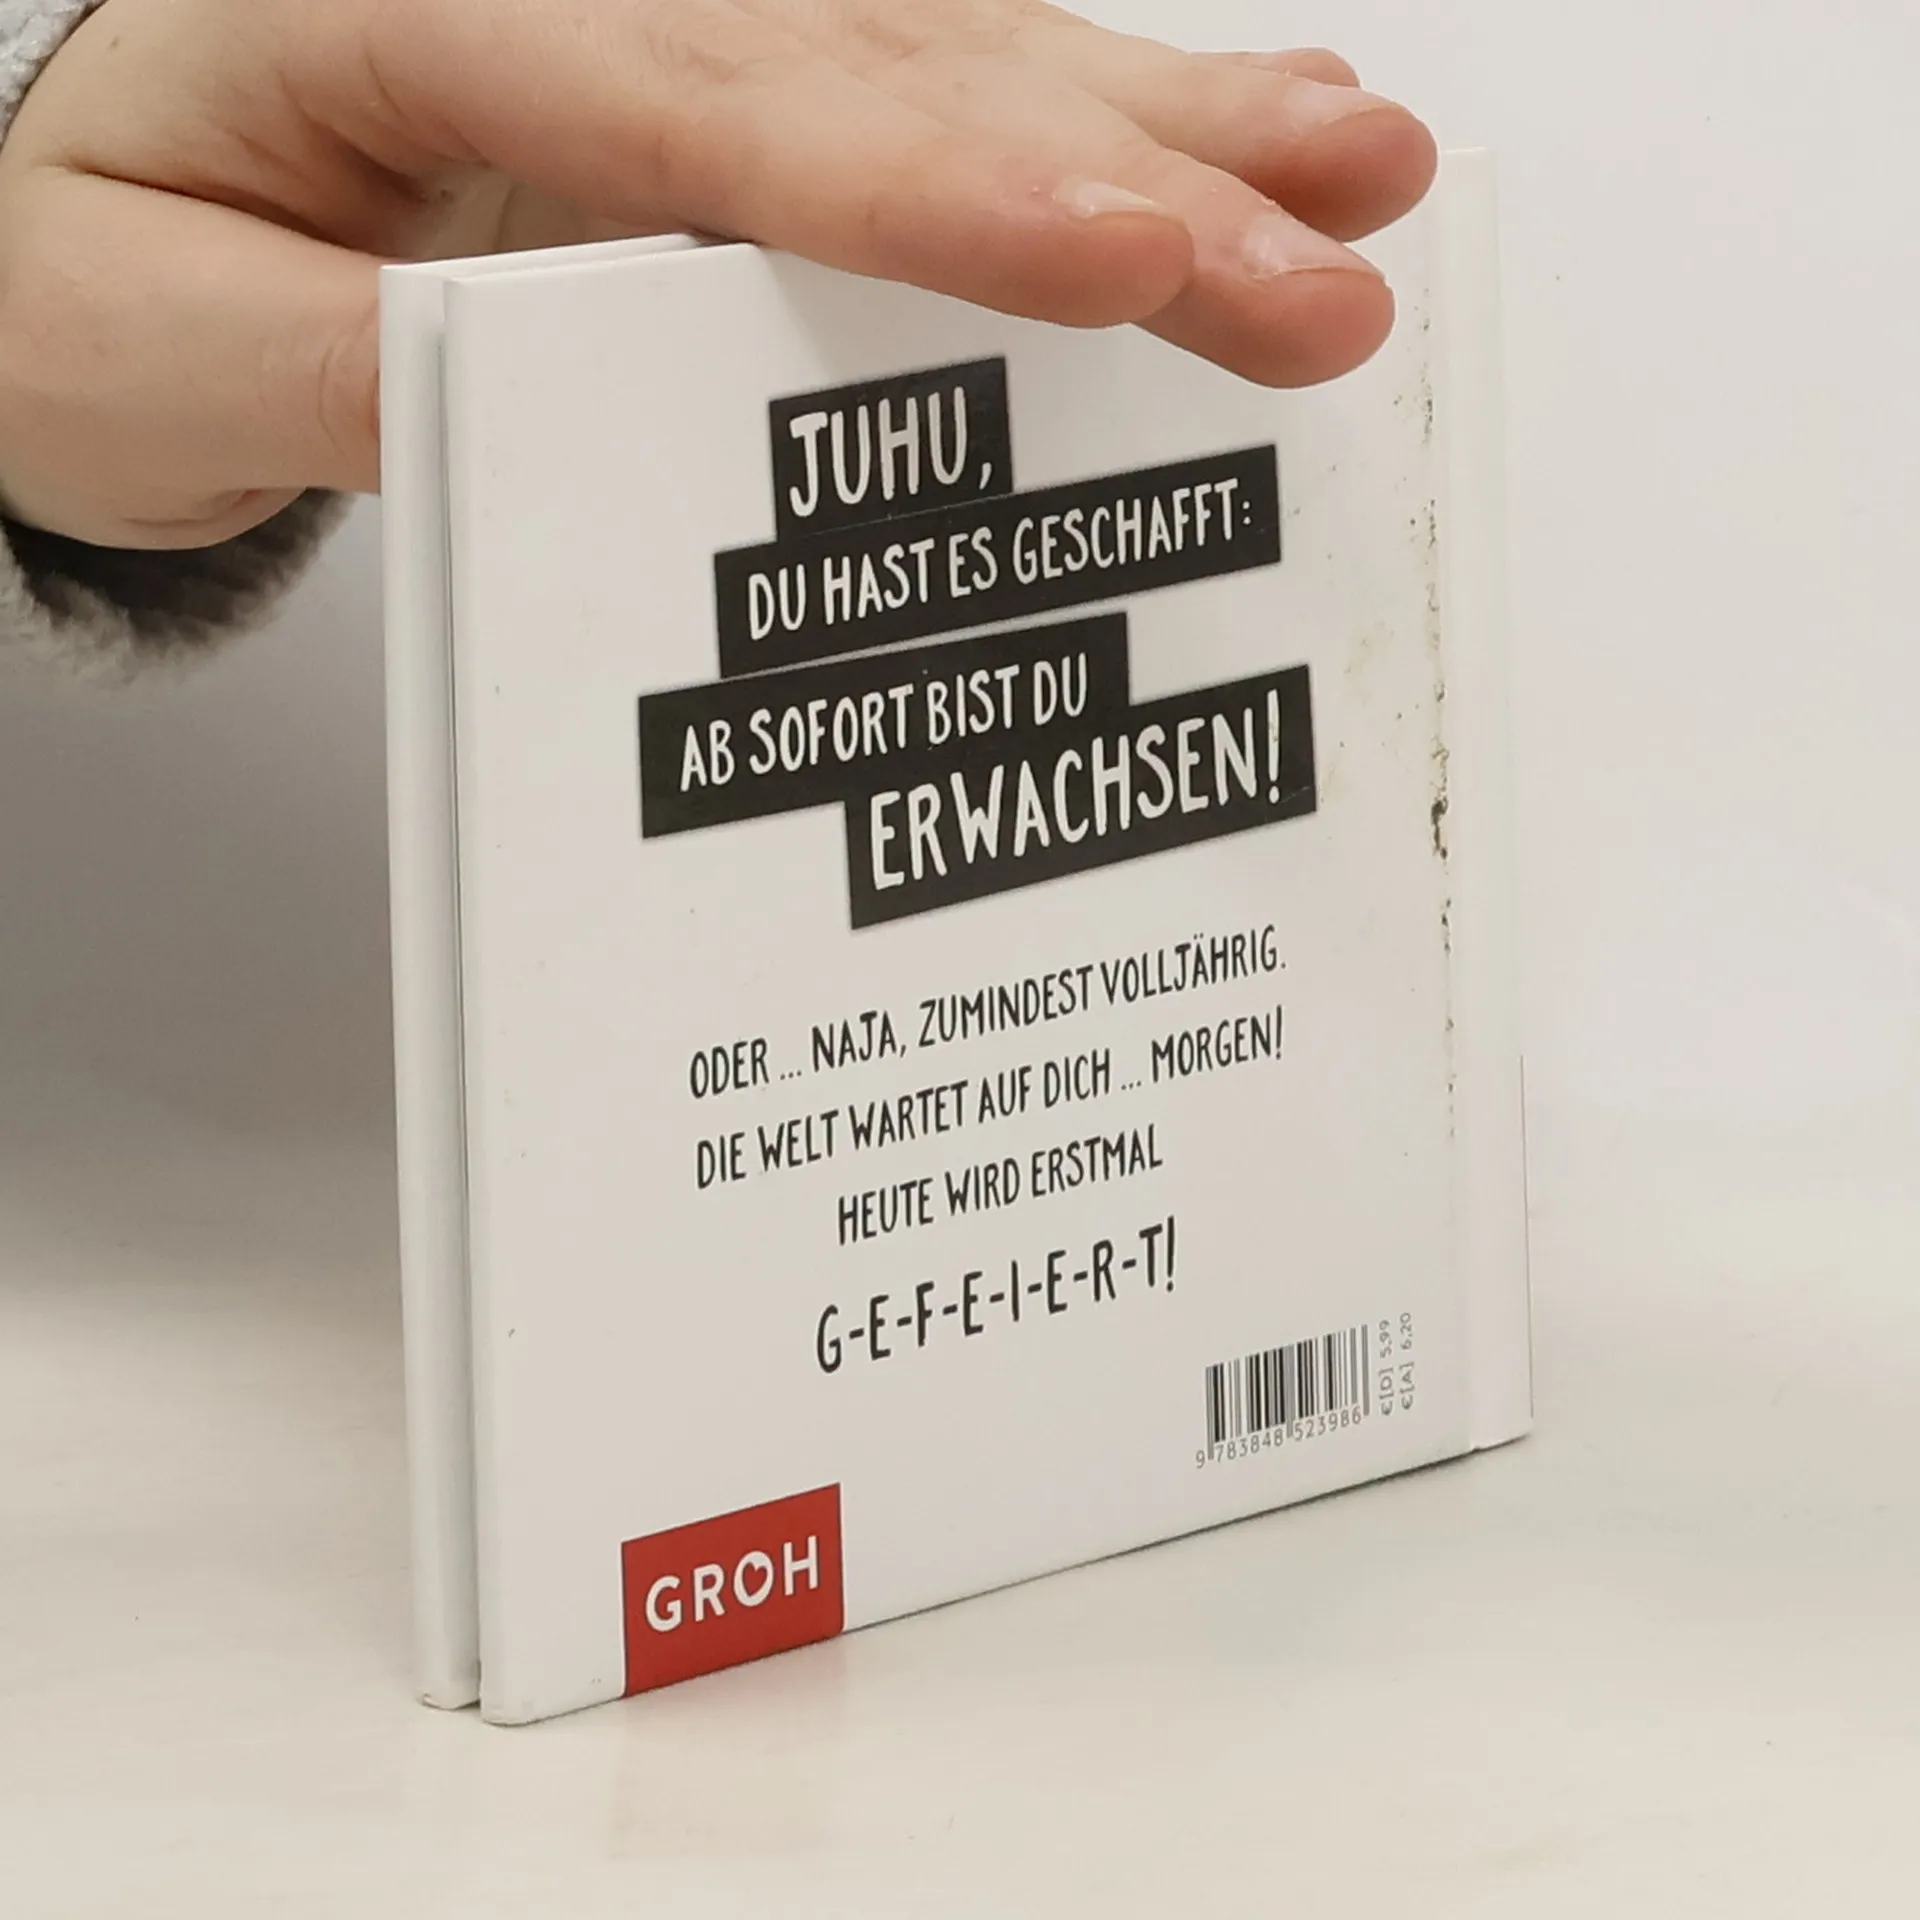 JUHU,
DU HAST ES GESCHAFFT:
AB SOFORT BIST DU
ERWACHSEN!
ODER ... NAJA, ZUMINDEST VOLLJÄHRIG.
DIE WELT WARTET AUF DICH ... MORGEN!
HEUTE WIRD ERSTMAL
G-E-F-E-I-E-R-T!
9 783848 523986
€[D] 5,99
€[A] 6,20
GROH